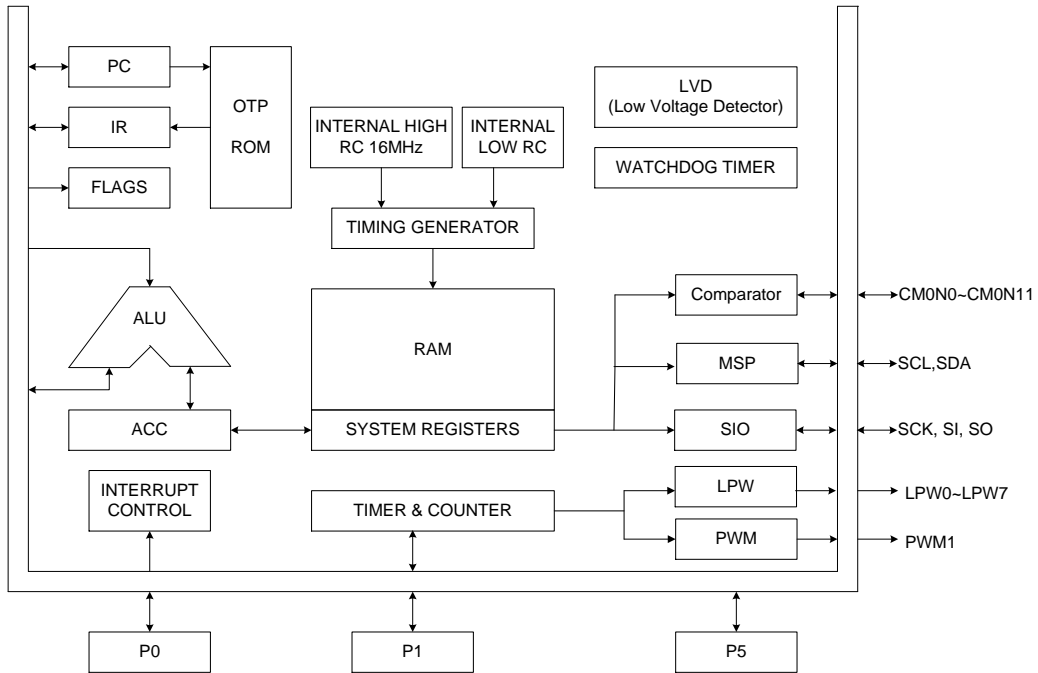 PC
OTP
ROM
IR
FLAGS
INTERNAL HIGH
RC 16MHz
INTERNAL
LOW RC
LVD
(Low Voltage Detector)
WATCHDOG TIMER
TIMING GENERATOR
ALU
RAM
Comparator
CM0N0~CM0N11
MSP
SCL,SDA
ACC
SYSTEM REGISTERS
SIO
SCK, SI, SO
INTERRUPT
CONTROL
TIMER & COUNTER
LPW
LPW0~LPW7
PWM
PWM1
P0
P1
P5